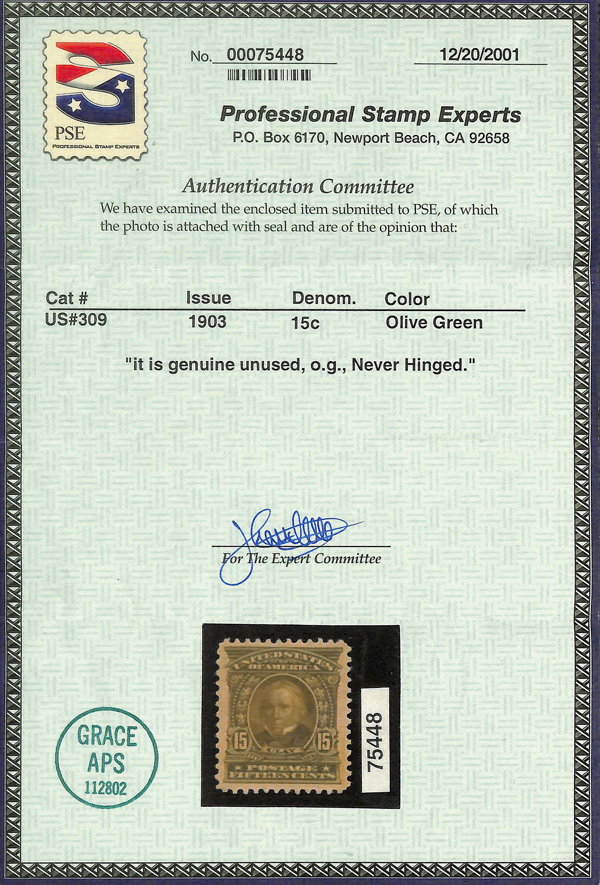 PSE
PROFESSIONAL STAMP EXPERTS
No. 00075448
12/20/2001
Professional Stamp Experts
P.O. Box 6170, Newport Beach, CA 92658
Authentication Committee
We have examined the enclosed item submitted to PSE, of which
the photo is attached with seal and are of the opinion that:
Cat # Issue Denom. Color
US#309 1903 15c Olive Green
"it is genuine unused, o.g., Never Hinged."
For The Expert Committee
UNITED STATES
OF AMERICA
15 CLAY 15
POSTAGE
FIFTEEN CENTS
75448
GRACE
APS
112802